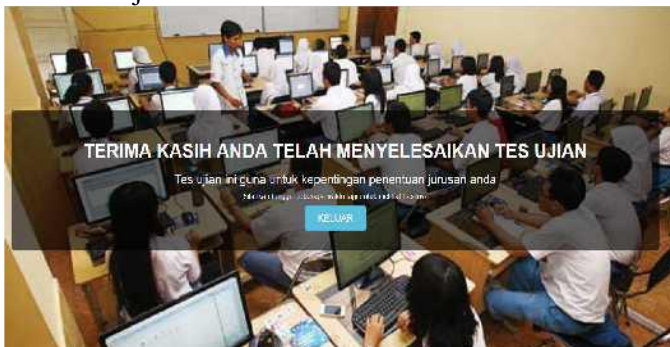 TERIMA KASIH ANDA TELAH MENYELESAIKAN TES UJIAN
Tes ujian ini guna untuk kepentingan penentuan jurusan anda
KELUAR